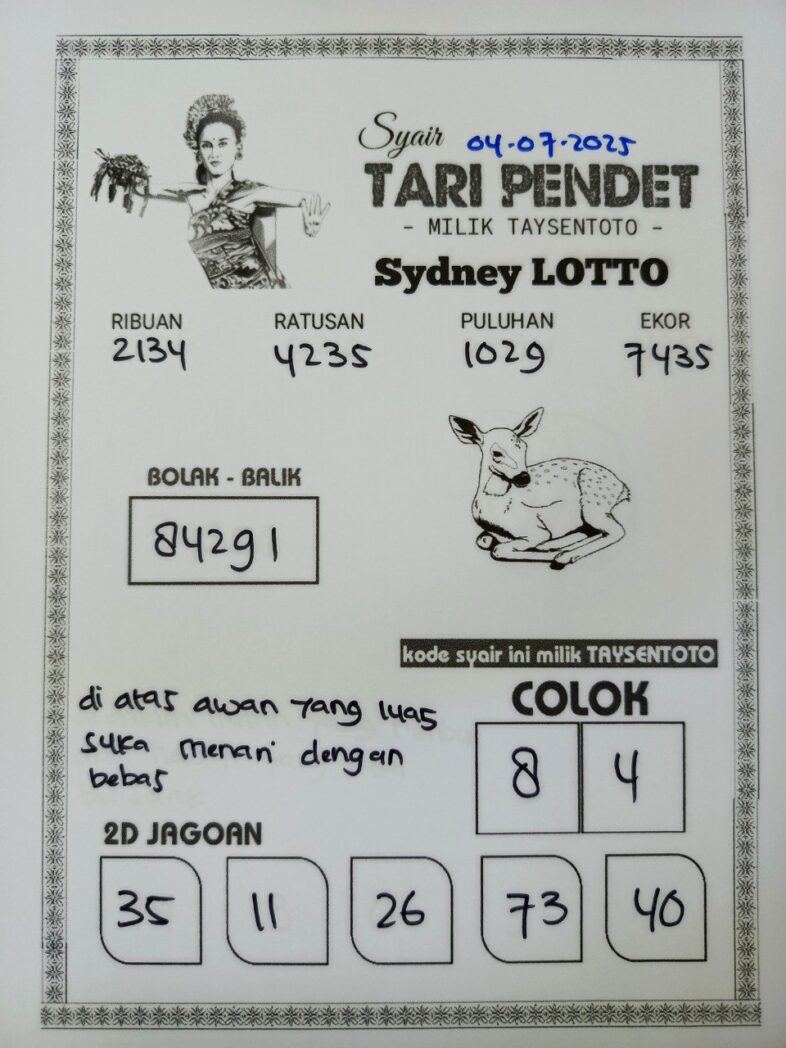 Syair 04-07-2025
TARI PENDET
- MILIK TAYSENTOTO -
Sydney LOTTO
RIBUAN RATUSAN PULUHAN EKOR
2134 4235 1029 7435
BOLAK - BALIK
84291
kode syair ini milik TAYSENTOTO
di atas awan yang luas
suka menari dengan
bebas
COLOK
8 4
2D JAGOAN
35 11 26 73 40